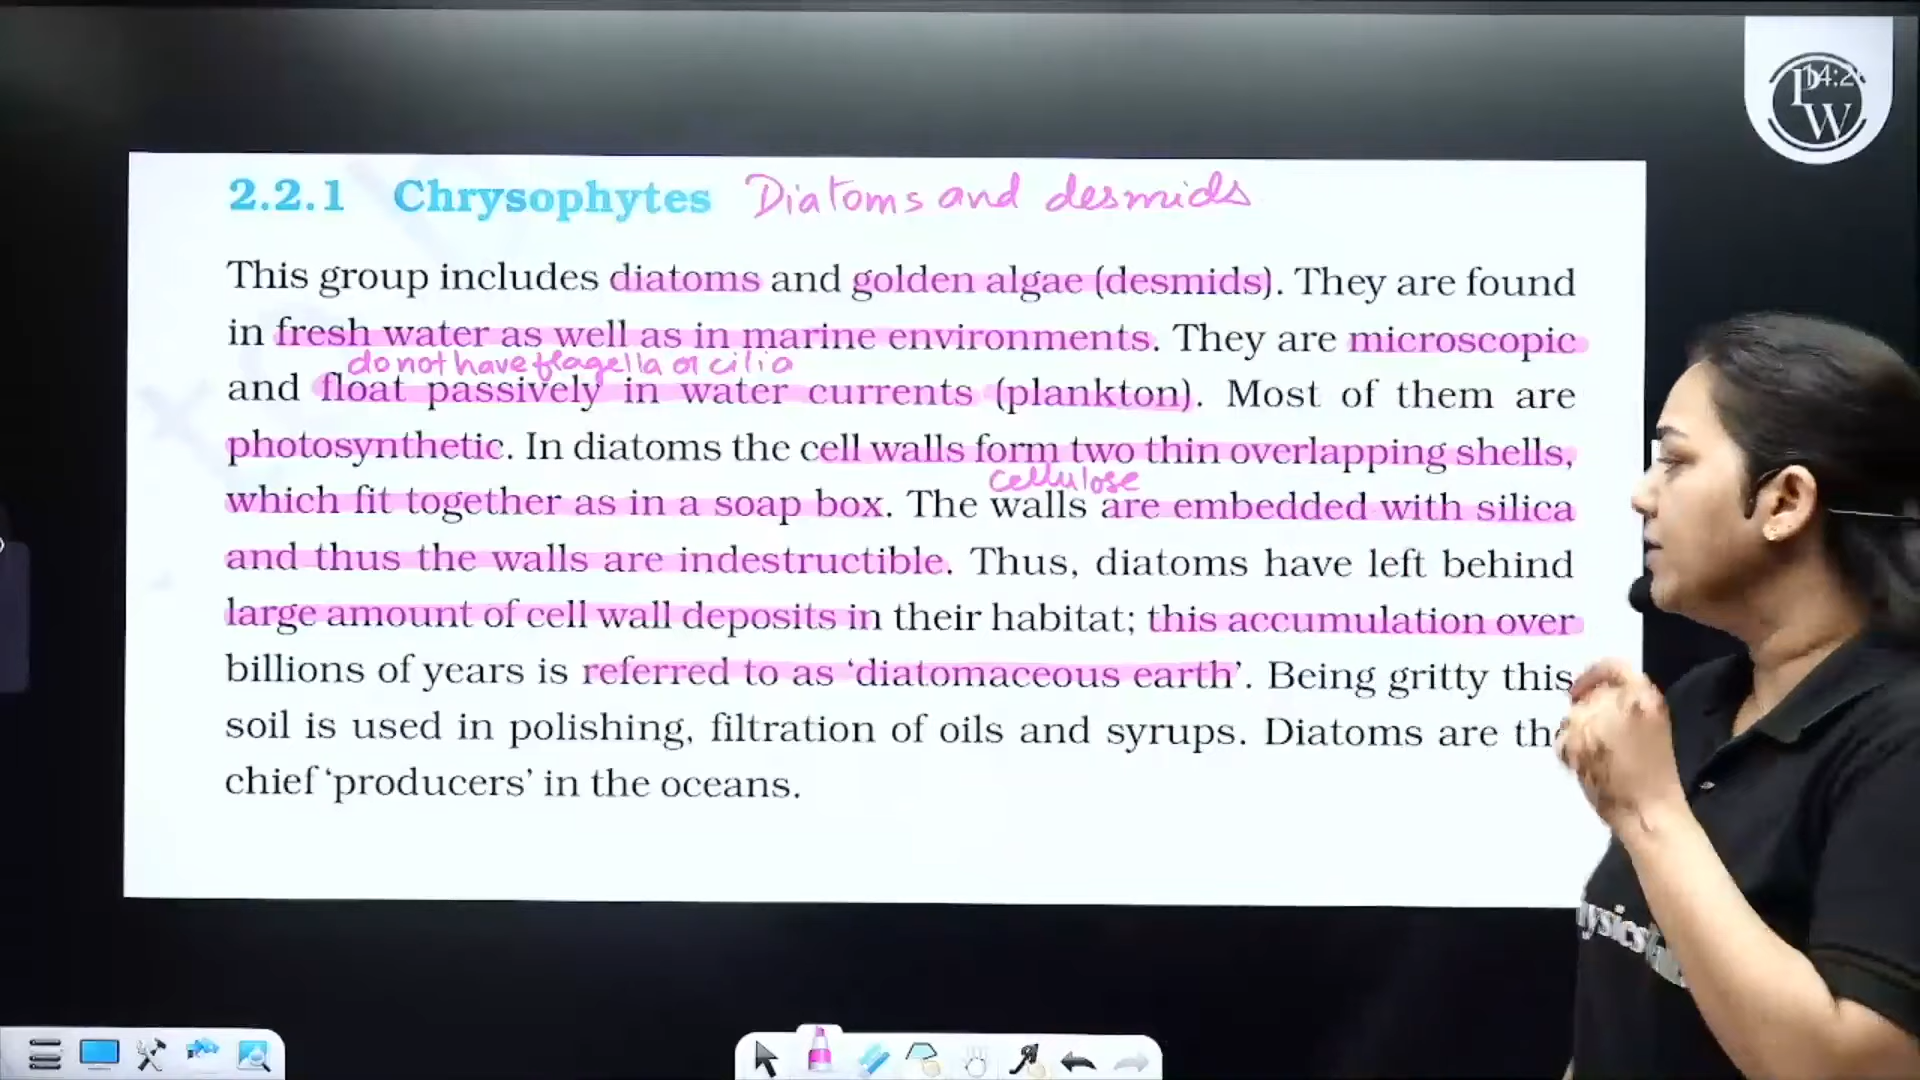 14:2
PW
2.2.1 Chrysophytes Diatoms and desmids
This group includes diatoms and golden algae (desmids). They are found
in fresh water as well as in marine environments. They are microscopic
do not have flagella or cilia
and float passively in water currents (plankton). Most of them are
photosynthetic. In diatoms the cell walls form two thin overlapping shells,
cellulose
which fit together as in a soap box. The walls are embedded with silica
and thus the walls are indestructible. Thus, diatoms have left behind
large amount of cell wall deposits in their habitat; this accumulation over
billions of years is referred to as ‘diatomaceous earth’. Being gritty this
soil is used in polishing, filtration of oils and syrups. Diatoms are the
chief ‘producers’ in the oceans.